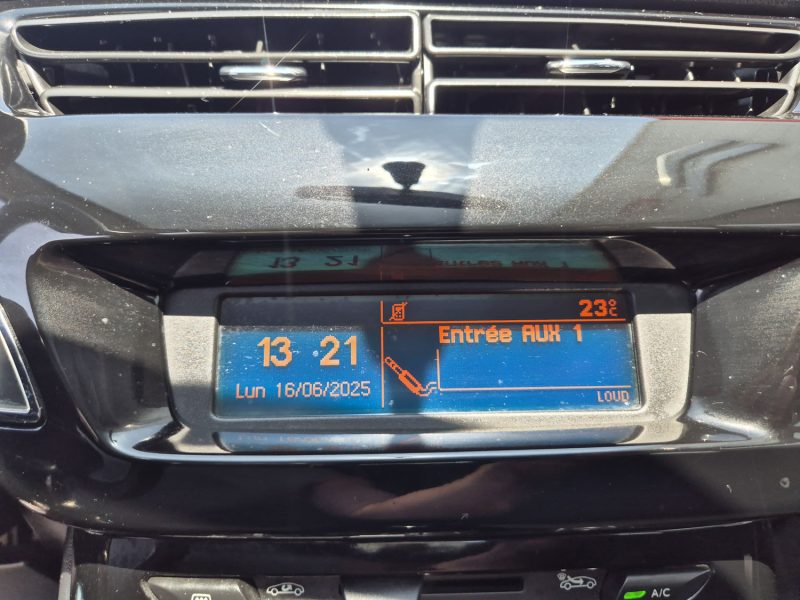 23°C
Entrée AUX 1
13 21
Lun 16/06/2025
LOUD
A/C